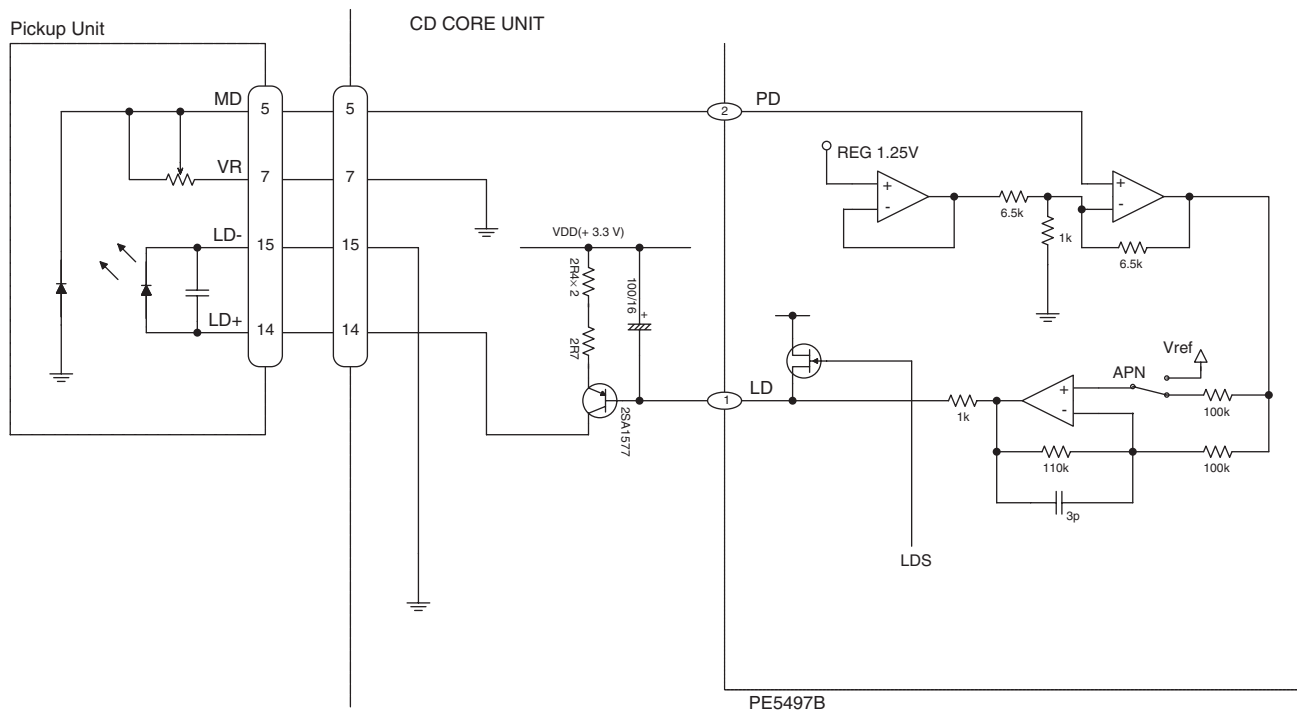 Pickup Unit
CD CORE UNIT
MD
5
5
2
PD
VR
7
7
REG 1.25V
+
-
6.5k
1k
+
-
6.5k
LD-
15
15
VDD(+ 3.3 V)
2R4×2
100/16
+
LD+
14
14
2R7
2SA1577
1
LD
1k
+
-
APN
Vref
100k
110k
100k
3p
LDS
PE5497B